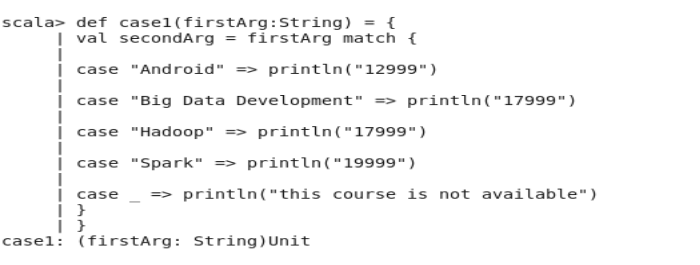 scala> def case1(firstArg:String) = {
     | val secondArg = firstArg match {
     |
     | case "Android" => println("12999")
     |
     | case "Big Data Development" => println("17999")
     |
     | case "Hadoop" => println("17999")
     |
     | case "Spark" => println("19999")
     |
     | case _ => println("this course is not available")
     | }
     | }
case1: (firstArg: String)Unit